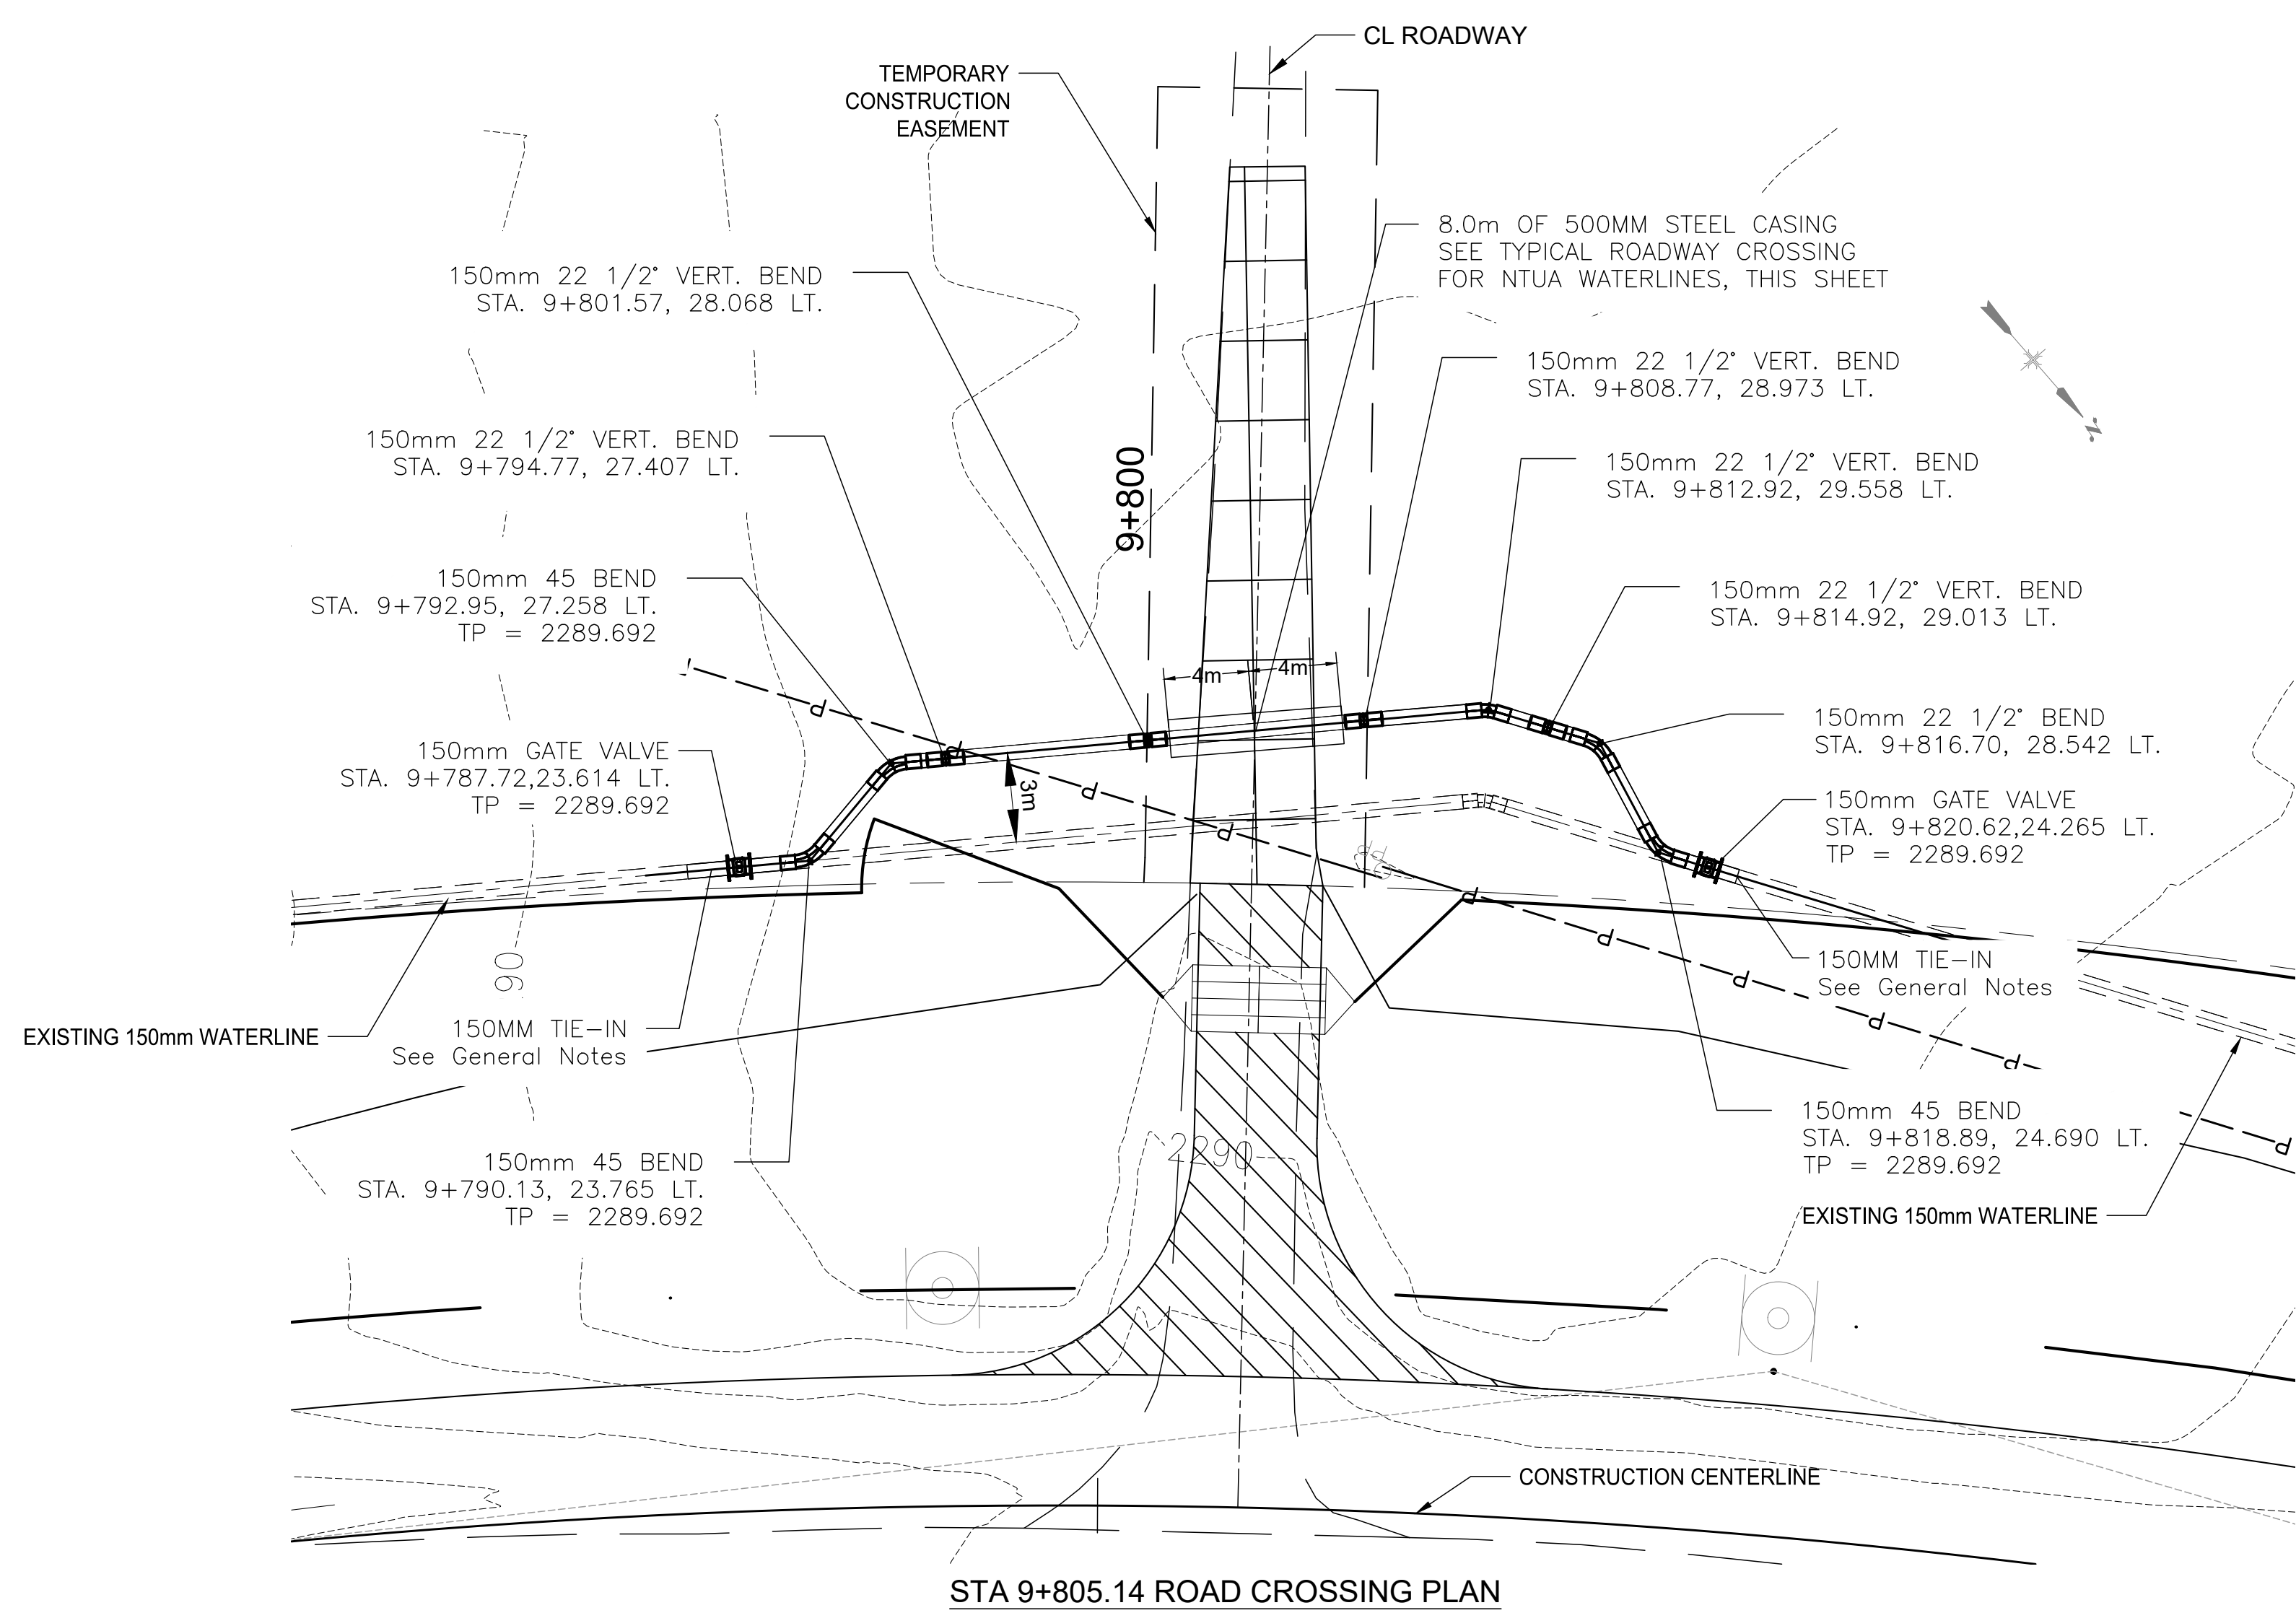 CL ROADWAY
TEMPORARY
CONSTRUCTION
EASEMENT
8.0m OF 500MM STEEL CASING
SEE TYPICAL ROADWAY CROSSING
FOR NTUA WATERLINES, THIS SHEET
150mm 22 1/2° VERT. BEND
STA. 9+801.57, 28.068 LT.
150mm 22 1/2° VERT. BEND
STA. 9+808.77, 28.973 LT.
150mm 22 1/2° VERT. BEND
STA. 9+794.77, 27.407 LT.
9+800
150mm 22 1/2° VERT. BEND
STA. 9+812.92, 29.558 LT.
N
150mm 45 BEND
STA. 9+792.95, 27.258 LT.
TP = 2289.692
150mm 22 1/2° VERT. BEND
STA. 9+814.92, 29.013 LT.
4m
4m
P
P
P
P
P
P
P
P
P
P
150mm GATE VALVE
STA. 9+787.72,23.614 LT.
TP = 2289.692
3m
150mm 22 1/2° BEND
STA. 9+816.70, 28.542 LT.
150mm GATE VALVE
STA. 9+820.62,24.265 LT.
TP = 2289.692
90
150MM TIE-IN
See General Notes
EXISTING 150mm WATERLINE
150MM TIE-IN
See General Notes
150mm 45 BEND
STA. 9+790.13, 23.765 LT.
TP = 2289.692
2290
150mm 45 BEND
STA. 9+818.89, 24.690 LT.
TP = 2289.692
EXISTING 150mm WATERLINE
CONSTRUCTION CENTERLINE
STA 9+805.14 ROAD CROSSING PLAN